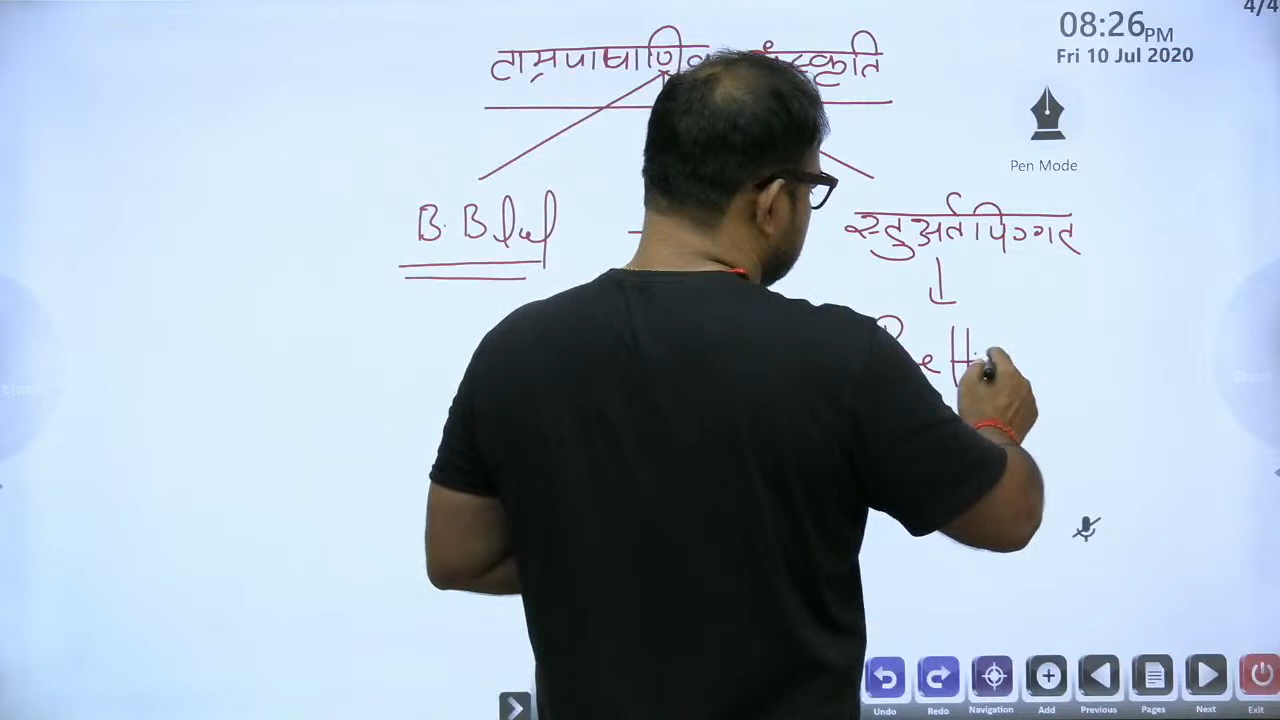 4/4
08:26PM
Fri 10 Jul 2020
ताम्रपाषाणिक संस्कृति
Pen Mode
B. B lal
स्टुअर्ट पिग्गट
Undo
Redo
Navigation
Add
Previous
Pages
Next
Exit